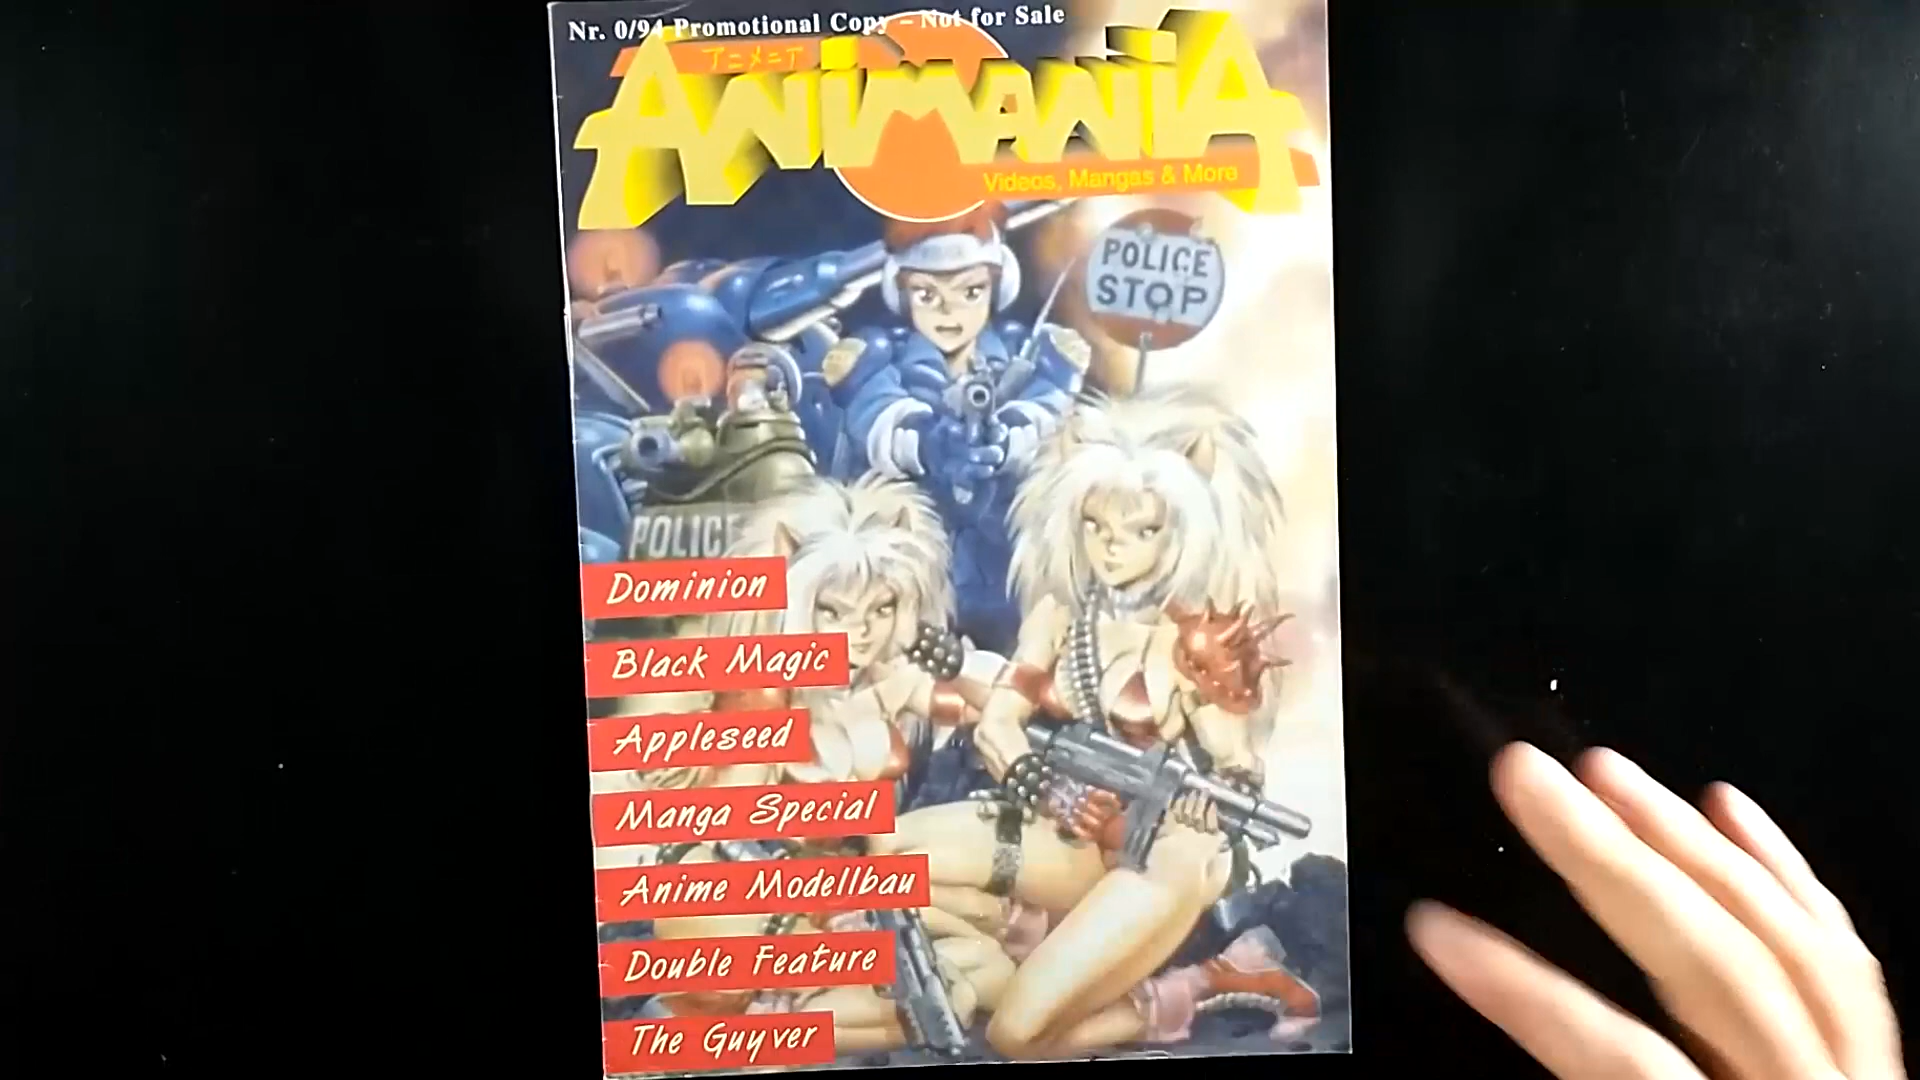 Nr. 0/94 Promotional Copy – Not for Sale
アニメニア
ANIMANIA
Videos, Mangas & More
POLICE
STOP
POLICE
Dominion
Black Magic
Appleseed
Manga Special
Anime Modellbau
Double Feature
The Guyver